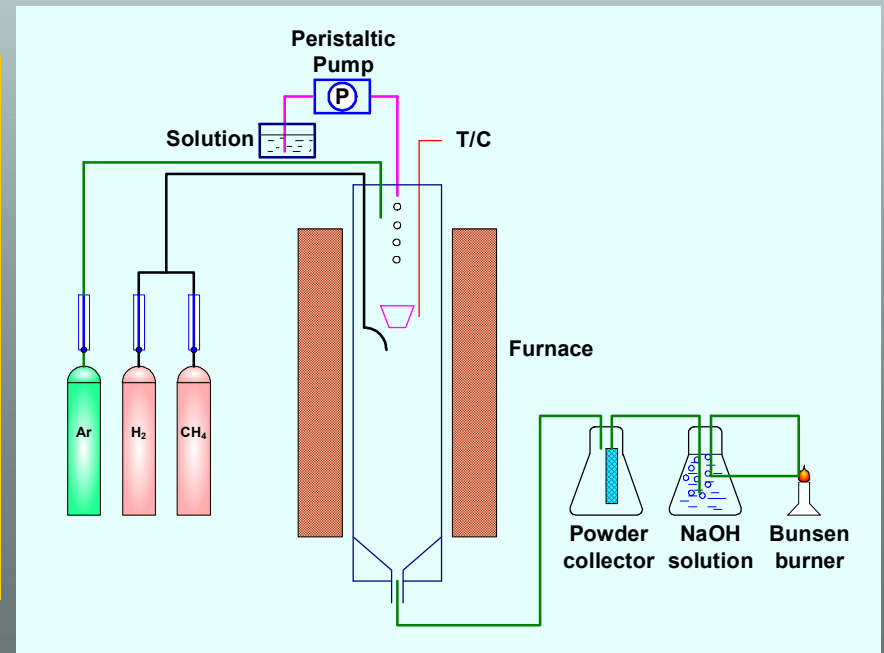 Peristaltic
Pump
P
Solution
T/C
Furnace
Ar
H₂
CH₄
Powder
collector
NaOH
solution
Bunsen
burner